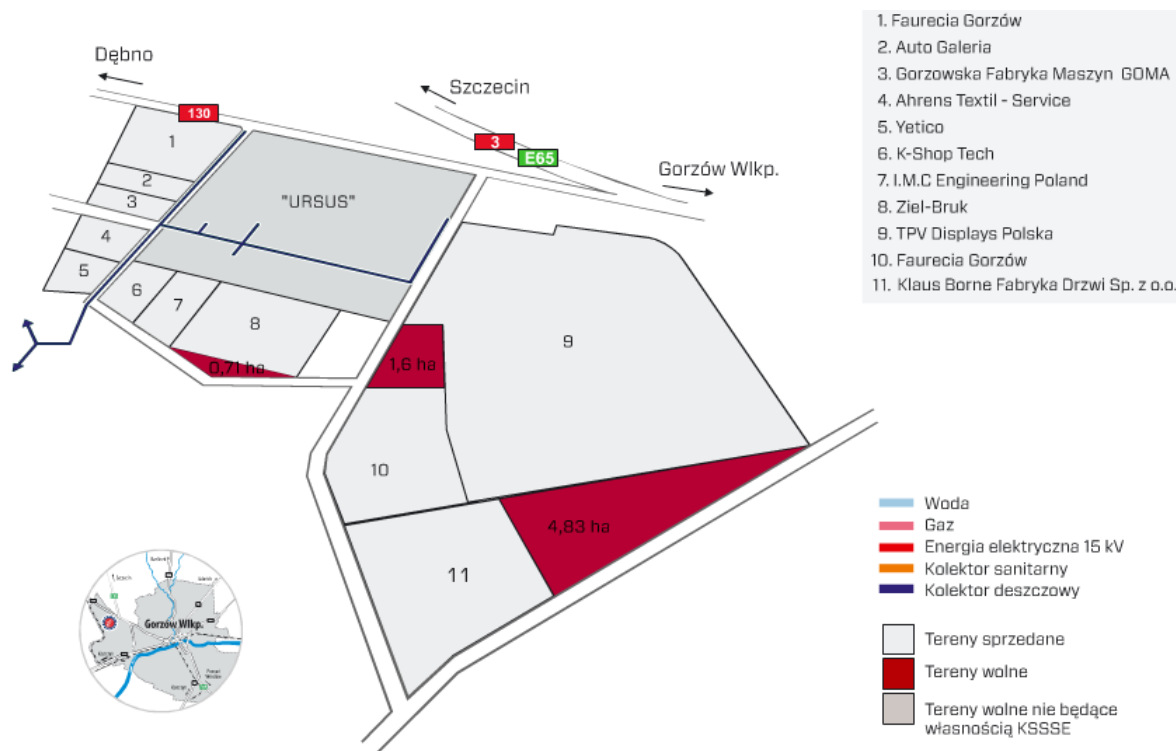 Dębno
130
Szczecin
3
E65
Gorzów Wlkp.
1
2
3
4
5
6
7
8
"URSUS"
9
0,71 ha
1,6 ha
10
4,83 ha
11
1. Faurecia Gorzów
2. Auto Galeria
3. Gorzowska Fabryka Maszyn GOMA
4. Ahrens Textil - Service
5. Yetico
6. K-Shop Tech
7. I.M.C Engineering Poland
8. Ziel-Bruk
9. TPV Displays Polska
10. Faurecia Gorzów
11. Klaus Borne Fabryka Drzwi Sp. z o.o.
Woda
Gaz
Energia elektryczna 15 kV
Kolektor sanitarny
Kolektor deszczowy
Tereny sprzedane
Tereny wolne
Tereny wolne nie będące
własnością KSSSE
Gorzów Wlkp.